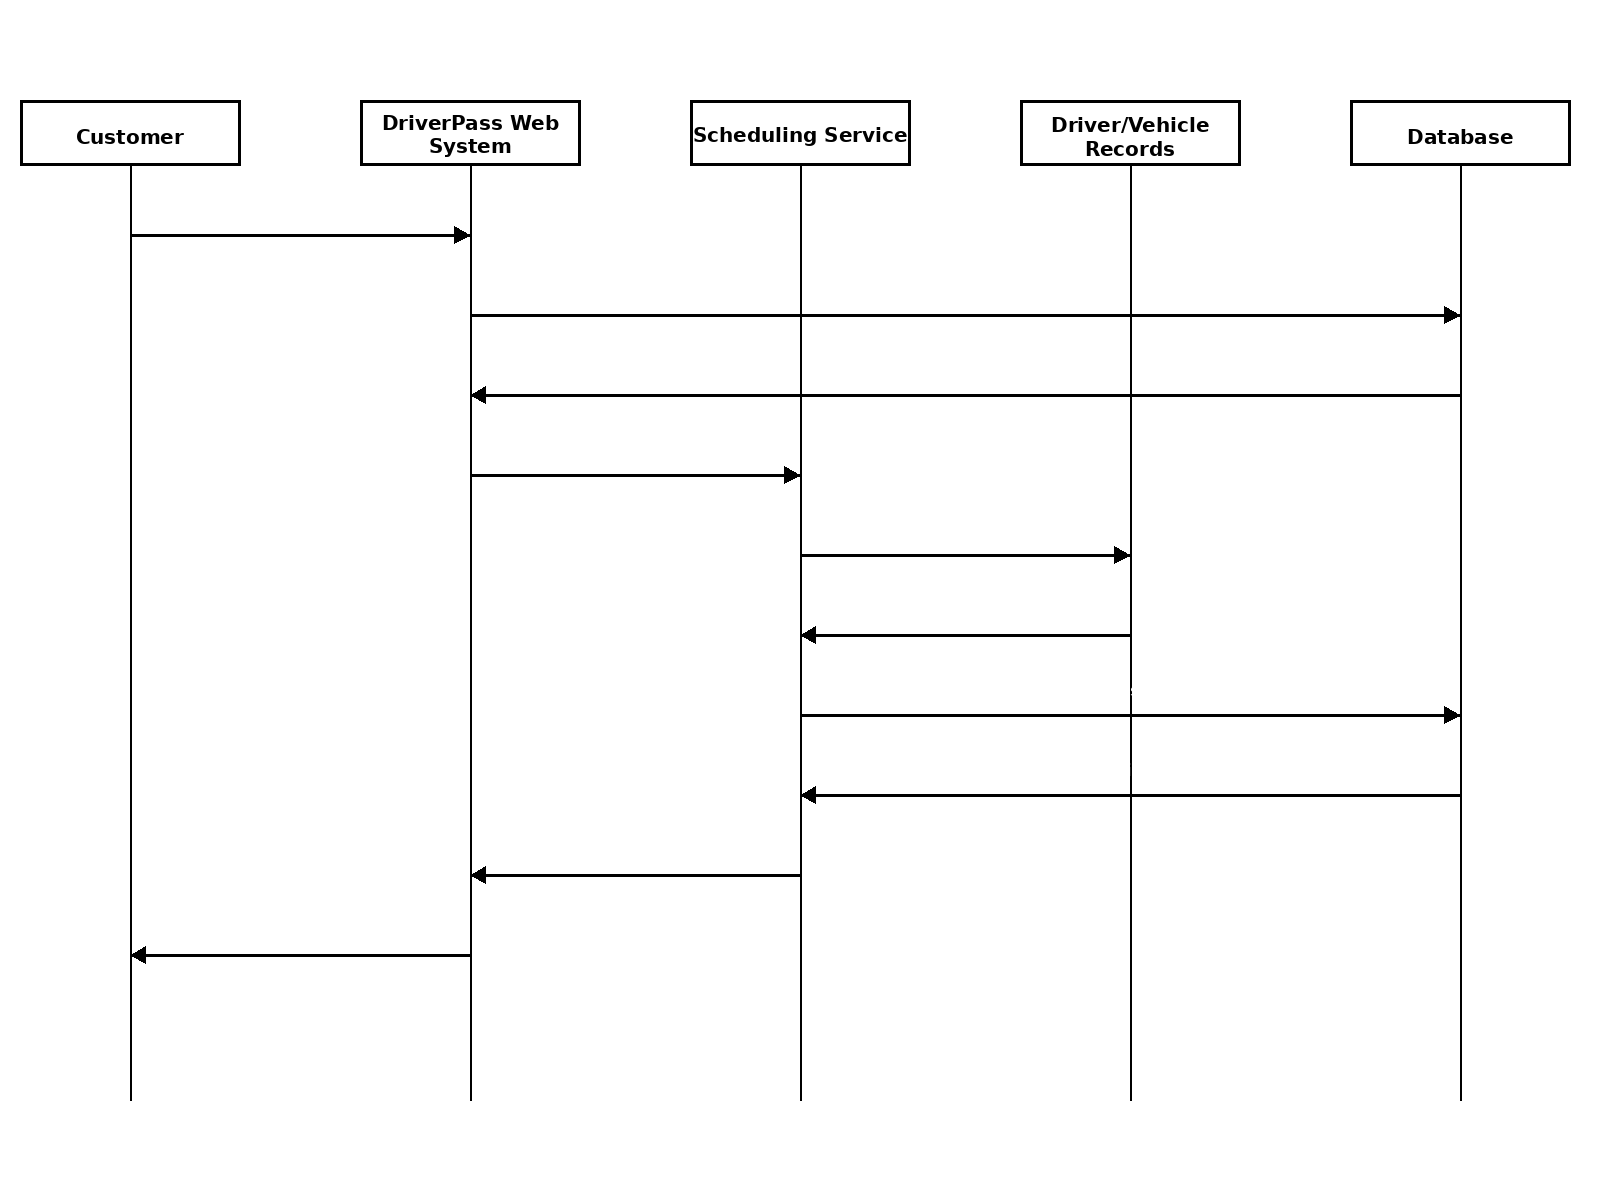 Customer
DriverPass Web
System
Scheduling Service
Driver/Vehicle
Records
Database